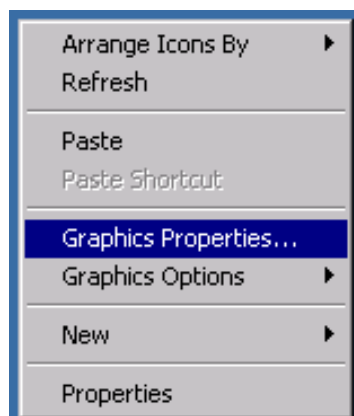 Arrange Icons By
Refresh
Paste
Paste Shortcut
Graphics Properties...
Graphics Options
New
Properties